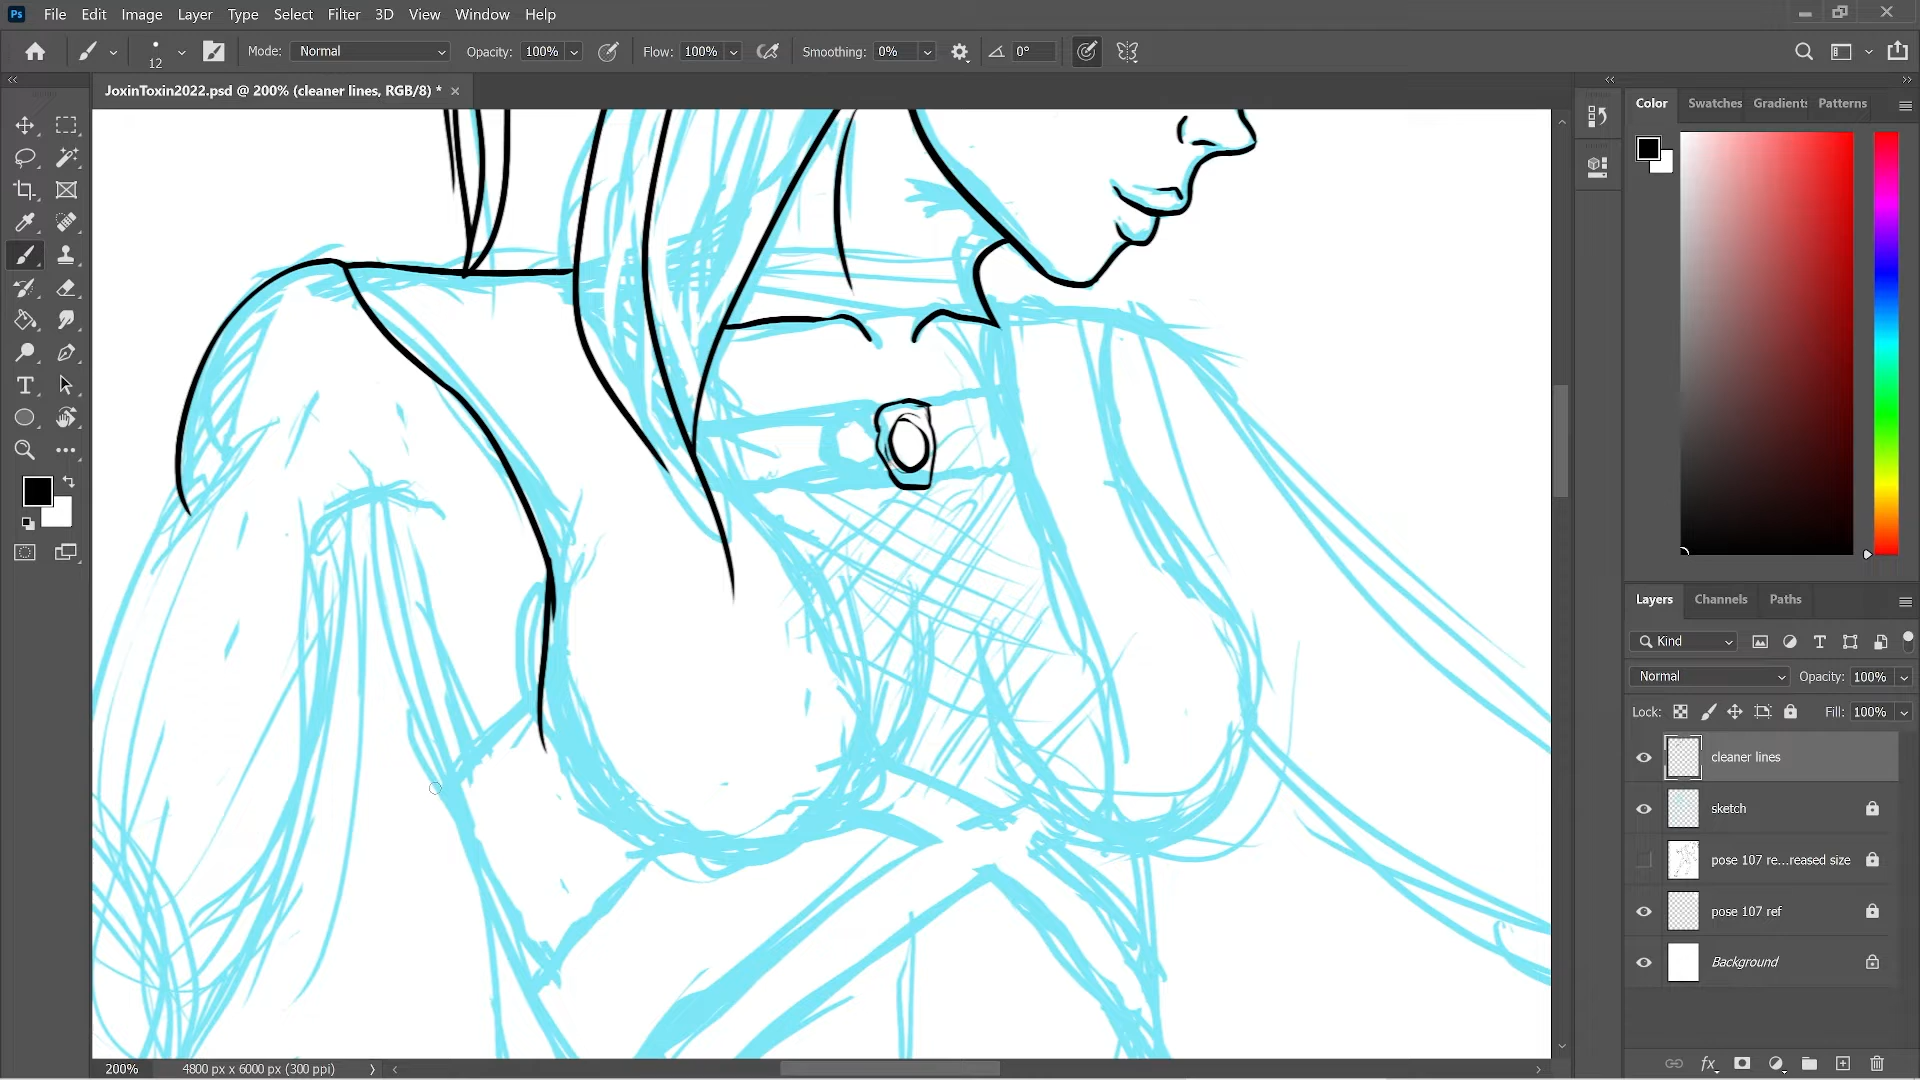 Ps File Edit Image Layer Type Select Filter 3D View Window Help
12 Mode: Normal Opacity: 100% Flow: 100% Smoothing: 0% 0°
JoxinToxin2022.psd @ 200% (cleaner lines, RGB/8) *
Color Swatches Gradients Patterns
Layers Channels Paths
Kind
Normal Opacity: 100%
Lock: Fill: 100%
cleaner lines
sketch
pose 107 re...reased size
pose 107 ref
Background
fx
200% 4800 px x 6000 px (300 ppi)